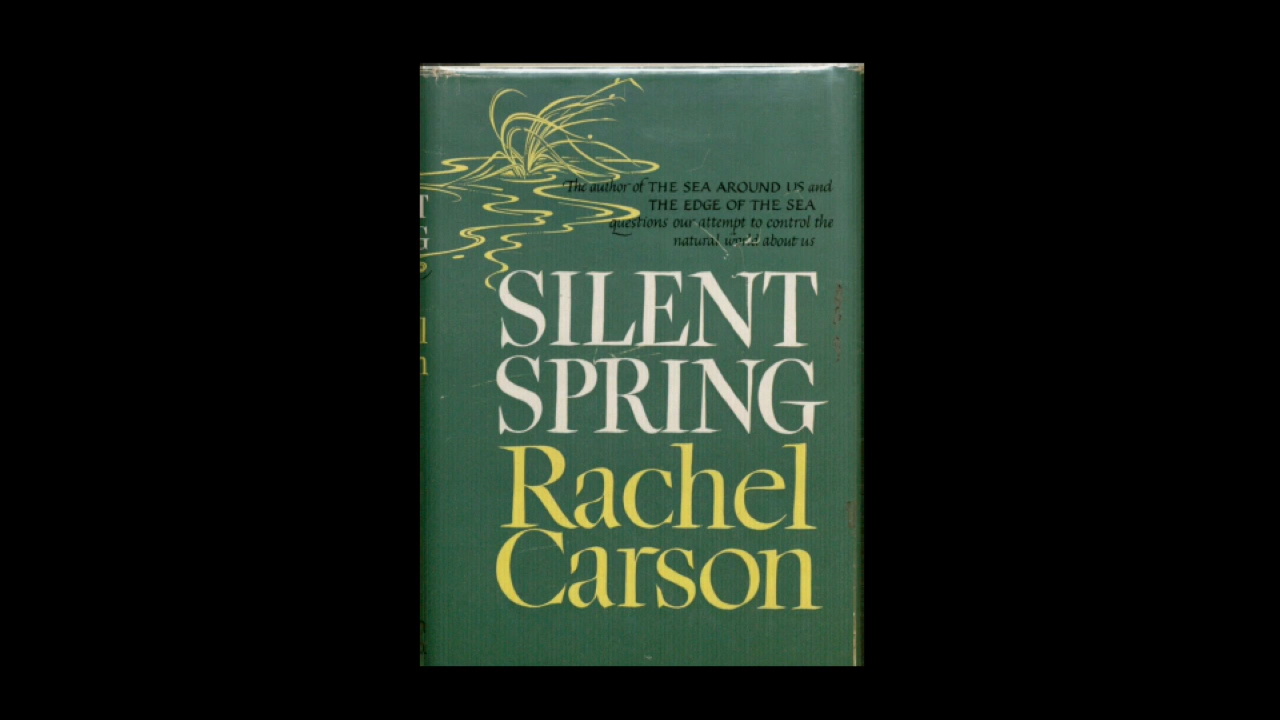 The author of THE SEA AROUND US and
THE EDGE OF THE SEA
questions our attempt to control the
natural world about us
SILENT
SPRING
Rachel
Carson